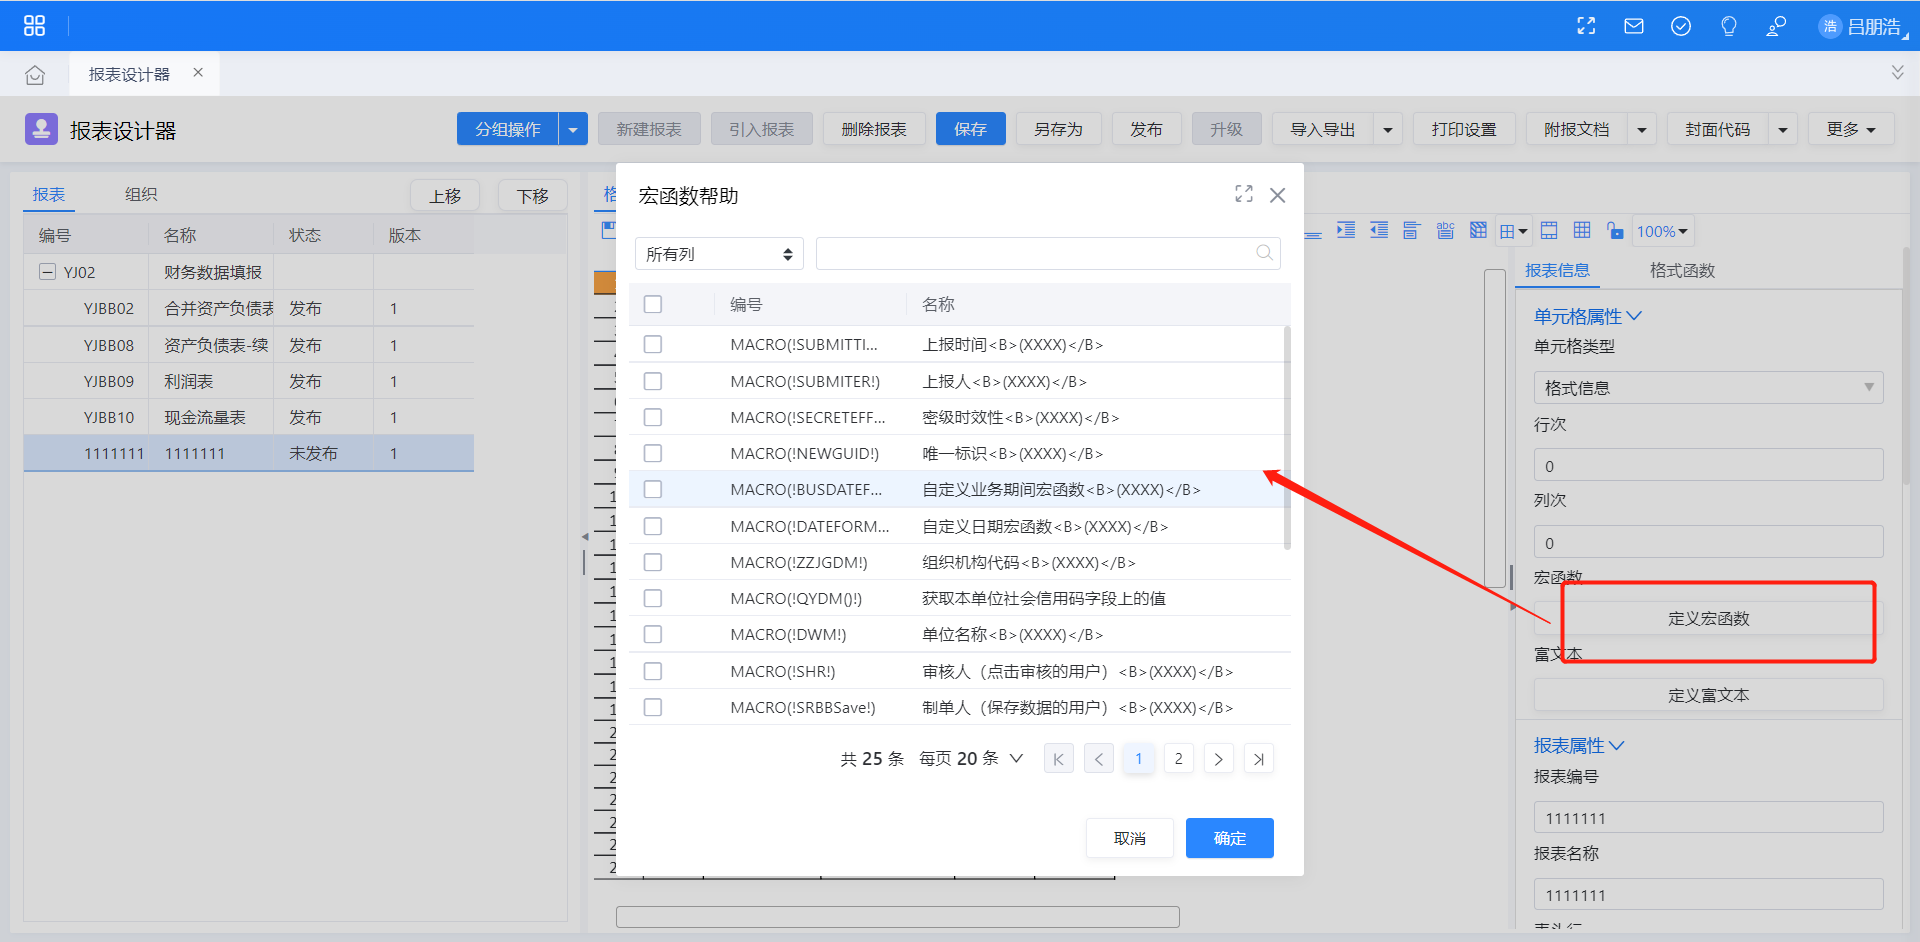 浩 吕朋浩
报表设计器
报表设计器
分组操作 新建报表 引入报表 删除报表 保存 另存为 发布 升级 导入导出 打印设置 附报文档 封面代码 更多
报表 组织 上移 下移
编号 名称 状态 版本
YJ02 财务数据填报
YJBB02 合并资产负债表 发布 1
YJBB08 资产负债表-续 发布 1
YJBB09 利润表 发布 1
YJBB10 现金流量表 发布 1
1111111 1111111 未发布 1
格
宏函数帮助
所有列
编号 名称
MACRO(!SUBMITTI... 上报时间<B>(XXXX)</B>
MACRO(!SUBMITER!) 上报人<B>(XXXX)</B>
MACRO(!SECRETEFF... 密级时效性<B>(XXXX)</B>
MACRO(!NEWGUID!) 唯一标识<B>(XXXX)</B>
MACRO(!BUSDATEF... 自定义业务期间宏函数<B>(XXXX)</B>
MACRO(!DATEFORM... 自定义日期宏函数<B>(XXXX)</B>
MACRO(!ZZJGDM!) 组织机构代码<B>(XXXX)</B>
MACRO(!QYDM()!) 获取本单位社会信用码字段上的值
MACRO(!DWM!) 单位名称<B>(XXXX)</B>
MACRO(!SHR!) 审核人（点击审核的用户）<B>(XXXX)</B>
MACRO(!SRBBSave!) 制单人（保存数据的用户）<B>(XXXX)</B>
共 25 条 每页 20 条 1 2
取消 确定
abc 100%
报表信息 格式函数
单元格属性
单元格类型
格式信息
行次
0
列次
0
宏函数
定义宏函数
富文本
定义富文本
报表属性
报表编号
1111111
报表名称
1111111